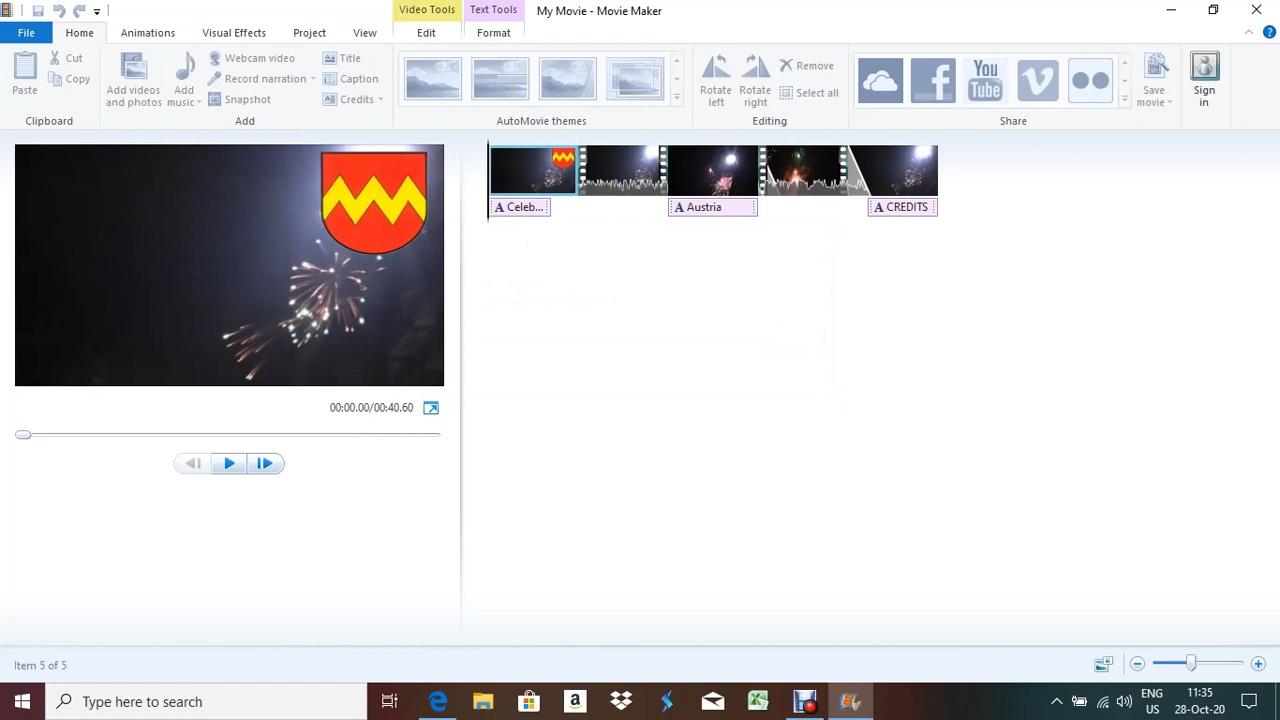 Video Tools
Text Tools
My Movie - Movie Maker
File
Home
Animations
Visual Effects
Project
View
Edit
Format
Paste
Cut
Copy
Clipboard
Add videos and photos
Add music
Webcam video
Record narration
Snapshot
Title
Caption
Credits
Add
AutoMovie themes
Rotate left
Rotate right
Remove
Select all
Editing
You Tube
Share
Save movie
Sign in
A Celeb...
A Austria
A CREDITS
00:00.00/00:40.60
Item 5 of 5
Type here to search
ENG
US
11:35
28-Oct-20